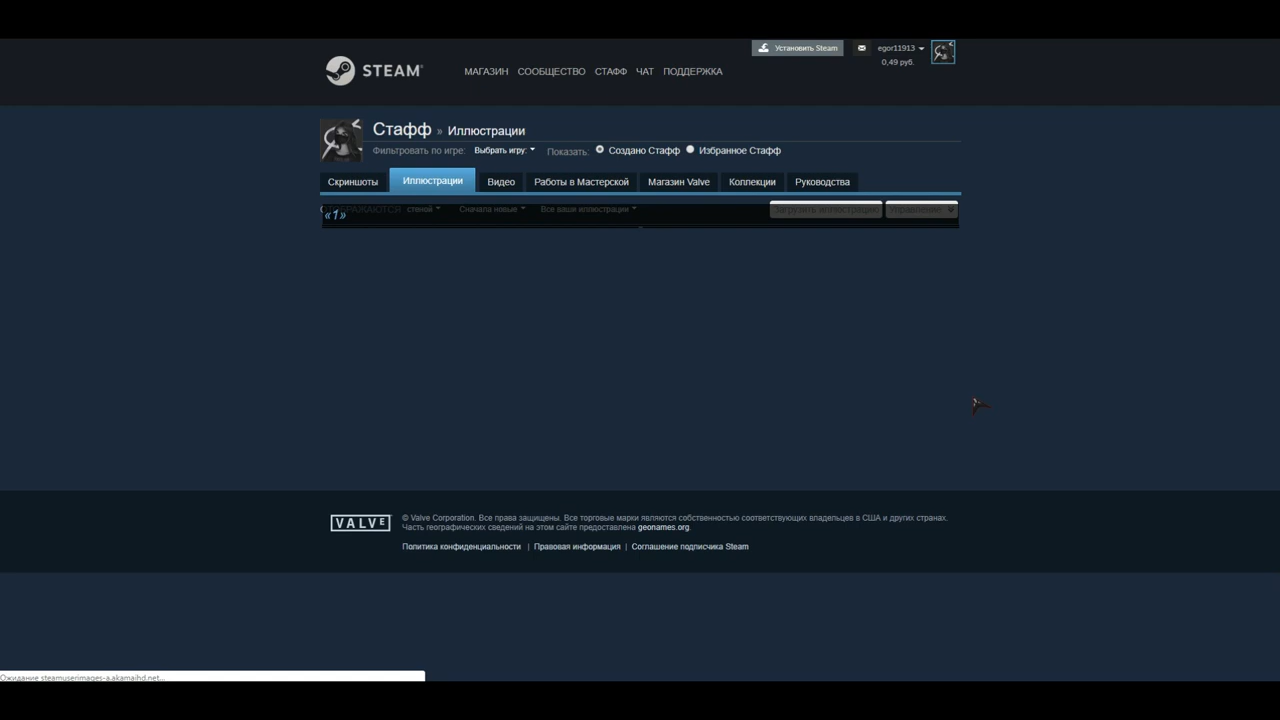 Установить Steam
egor11913
0,49 руб.
STEAM®
МАГАЗИН СООБЩЕСТВО СТАФФ ЧАТ ПОДДЕРЖКА
Стафф » Иллюстрации
Фильтровать по игре: Выбрать игру: Показать: Создано Стафф Избранное Стафф
Скриншоты Иллюстрации Видео Работы в Мастерской Магазин Valve Коллекции Руководства
ОТОБРАЖАЮТСЯ стеной Сначала новые Все ваши иллюстрации Загрузить иллюстрацию Управление
«1»
VALVE
© Valve Corporation. Все права защищены. Все торговые марки являются собственностью соответствующих владельцев в США и других странах.
Часть географических сведений на этом сайте предоставлена geonames.org.
Политика конфиденциальности | Правовая информация | Соглашение подписчика Steam
Ожидание steamuserimages-a.akamaihd.net...